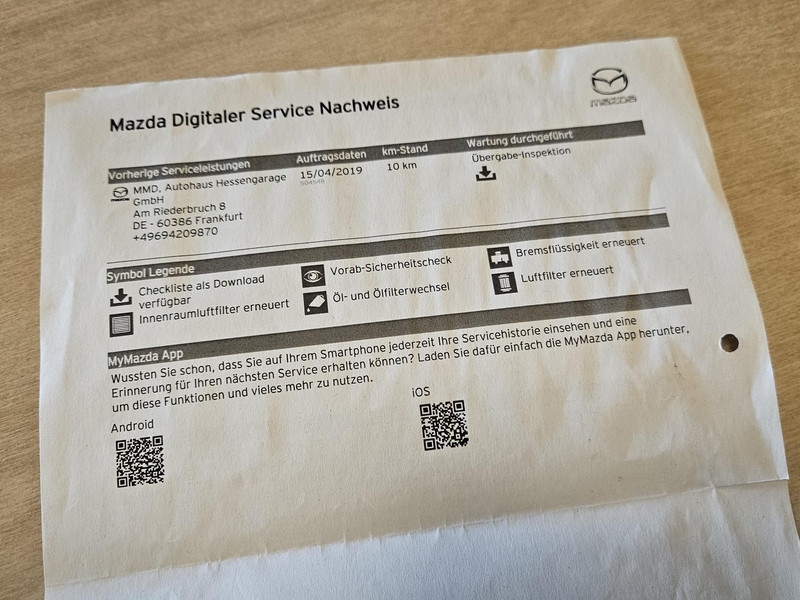 mazda
Mazda Digitaler Service Nachweis
Vorherige Serviceleistungen Auftragsdaten km-Stand Wartung durchgeführt
MMD, Autohaus Hessengarage 15/04/2019 10 km Übergabe-Inspektion
GmbH
Am Riederbruch 8
DE - 60386 Frankfurt
+49694209870
Symbol Legende
Checkliste als Download Vorab-Sicherheitscheck Bremsflüssigkeit erneuert
verfügbar
Innenraumluftfilter erneuert Öl- und Ölfilterwechsel Luftfilter erneuert
MyMazda App
Wussten Sie schon, dass Sie auf Ihrem Smartphone jederzeit Ihre Servicehistorie einsehen und eine
Erinnerung für Ihren nächsten Service erhalten können? Laden Sie dafür einfach die MyMazda App herunter,
um diese Funktionen und vieles mehr zu nutzen.
Android iOS